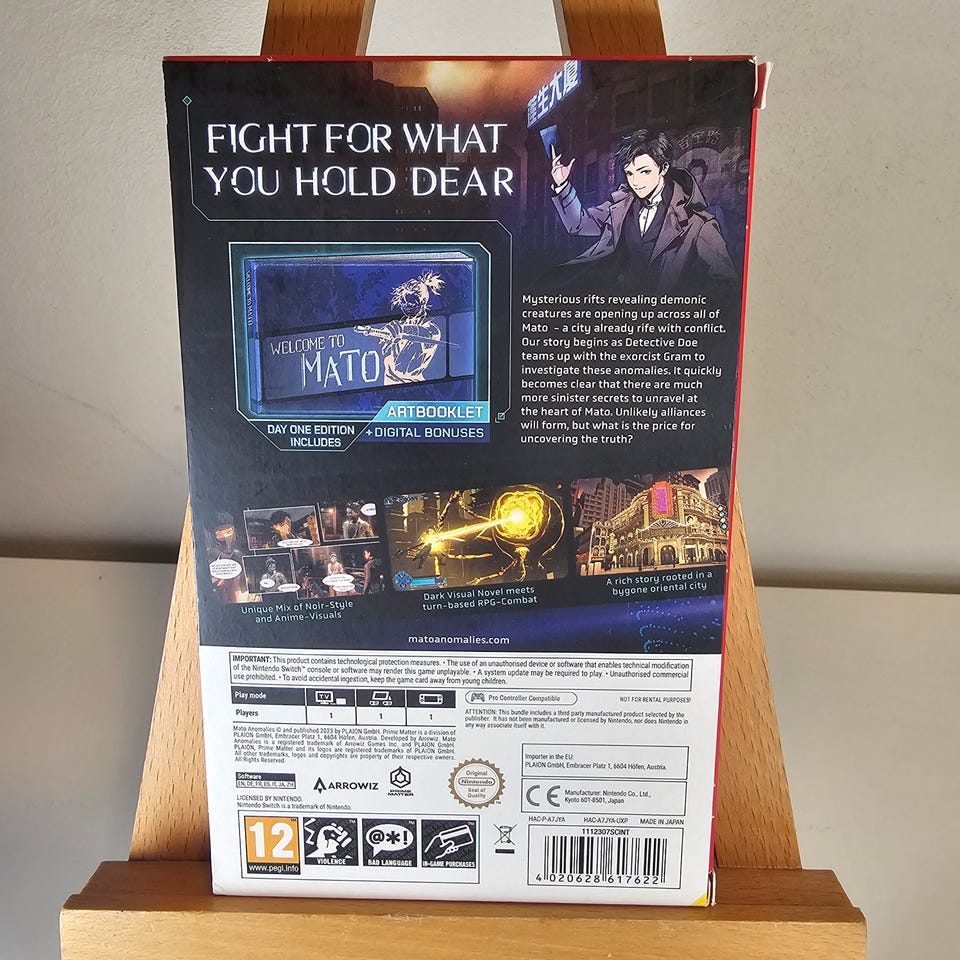 蓬生大廈
FIGHT FOR WHAT
YOU HOLD DEAR
WELCOME TO
MATO
ARTBOOKLET
DAY ONE EDITION
INCLUDES
+ DIGITAL BONUSES
Mysterious rifts revealing demonic
creatures are opening up across all of
Mato – a city already rife with conflict.
Our story begins as Detective Doe
teams up with the exorcist Gram to
investigate these anomalies. It quickly
becomes clear that there are much
more sinister secrets to unravel at
the heart of Mato. Unlikely alliances
will form, but what is the price for
uncovering the truth?
Unique Mix of Noir-Style
and Anime-Visuals
Dark Visual Novel meets
turn-based RPG-Combat
A rich story rooted in a
bygone oriental city
matoanomalies.com
IMPORTANT: This product contains technological protection measures. • The use of an unauthorised device or software that enables technical modification
of the Nintendo Switch™ console or software may render this game unplayable. • A system update may be required to play. • Unauthorised commercial
use prohibited. • To avoid accidental ingestion, keep the game card away from young children.
Play mode
TV
Players
1
1
1
Pro Controller Compatible
NOT FOR RENTAL PURPOSES!
ATTENTION: This bundle includes a third party manufactured product selected by the
publisher. It has not been manufactured or licensed by Nintendo, nor does Nintendo in
any way associate itself with it.
Mato Anomalies © and published 2023 by PLAION GmbH. Prime Matter is a division of
PLAION GmbH, Embracer Platz 1, 6604 Höfen, Austria. Developed by Arrowiz. Mato
Anomalies is a registered trademark of Arrowiz Games Inc. and PLAION GmbH.
PLAION, Prime Matter and its logos are registered trademarks of PLAION GmbH.
All other trademarks, logos and copyrights are property of their respective owners.
All Rights Reserved.
Software
EN, DE, FR, ES, IT, JA, ZH
LICENSED BY NINTENDO.
Nintendo Switch is a trademark of Nintendo.
ARROWIZ
PRIME
MATTER
Original
Nintendo
Seal of
Quality
Importer in the EU:
PLAION GmbH, Embracer Platz 1, 6604 Höfen, Austria.
CE
Manufacturer: Nintendo Co., Ltd.,
Kyoto 601-8501, Japan
HAC-P-A7JYA HAC-A7JYA-UXP MADE IN JAPAN
1112307SCINT
4 020628 617622
12
www.pegi.info
VIOLENCE
@*!
BAD LANGUAGE
IN-GAME PURCHASES